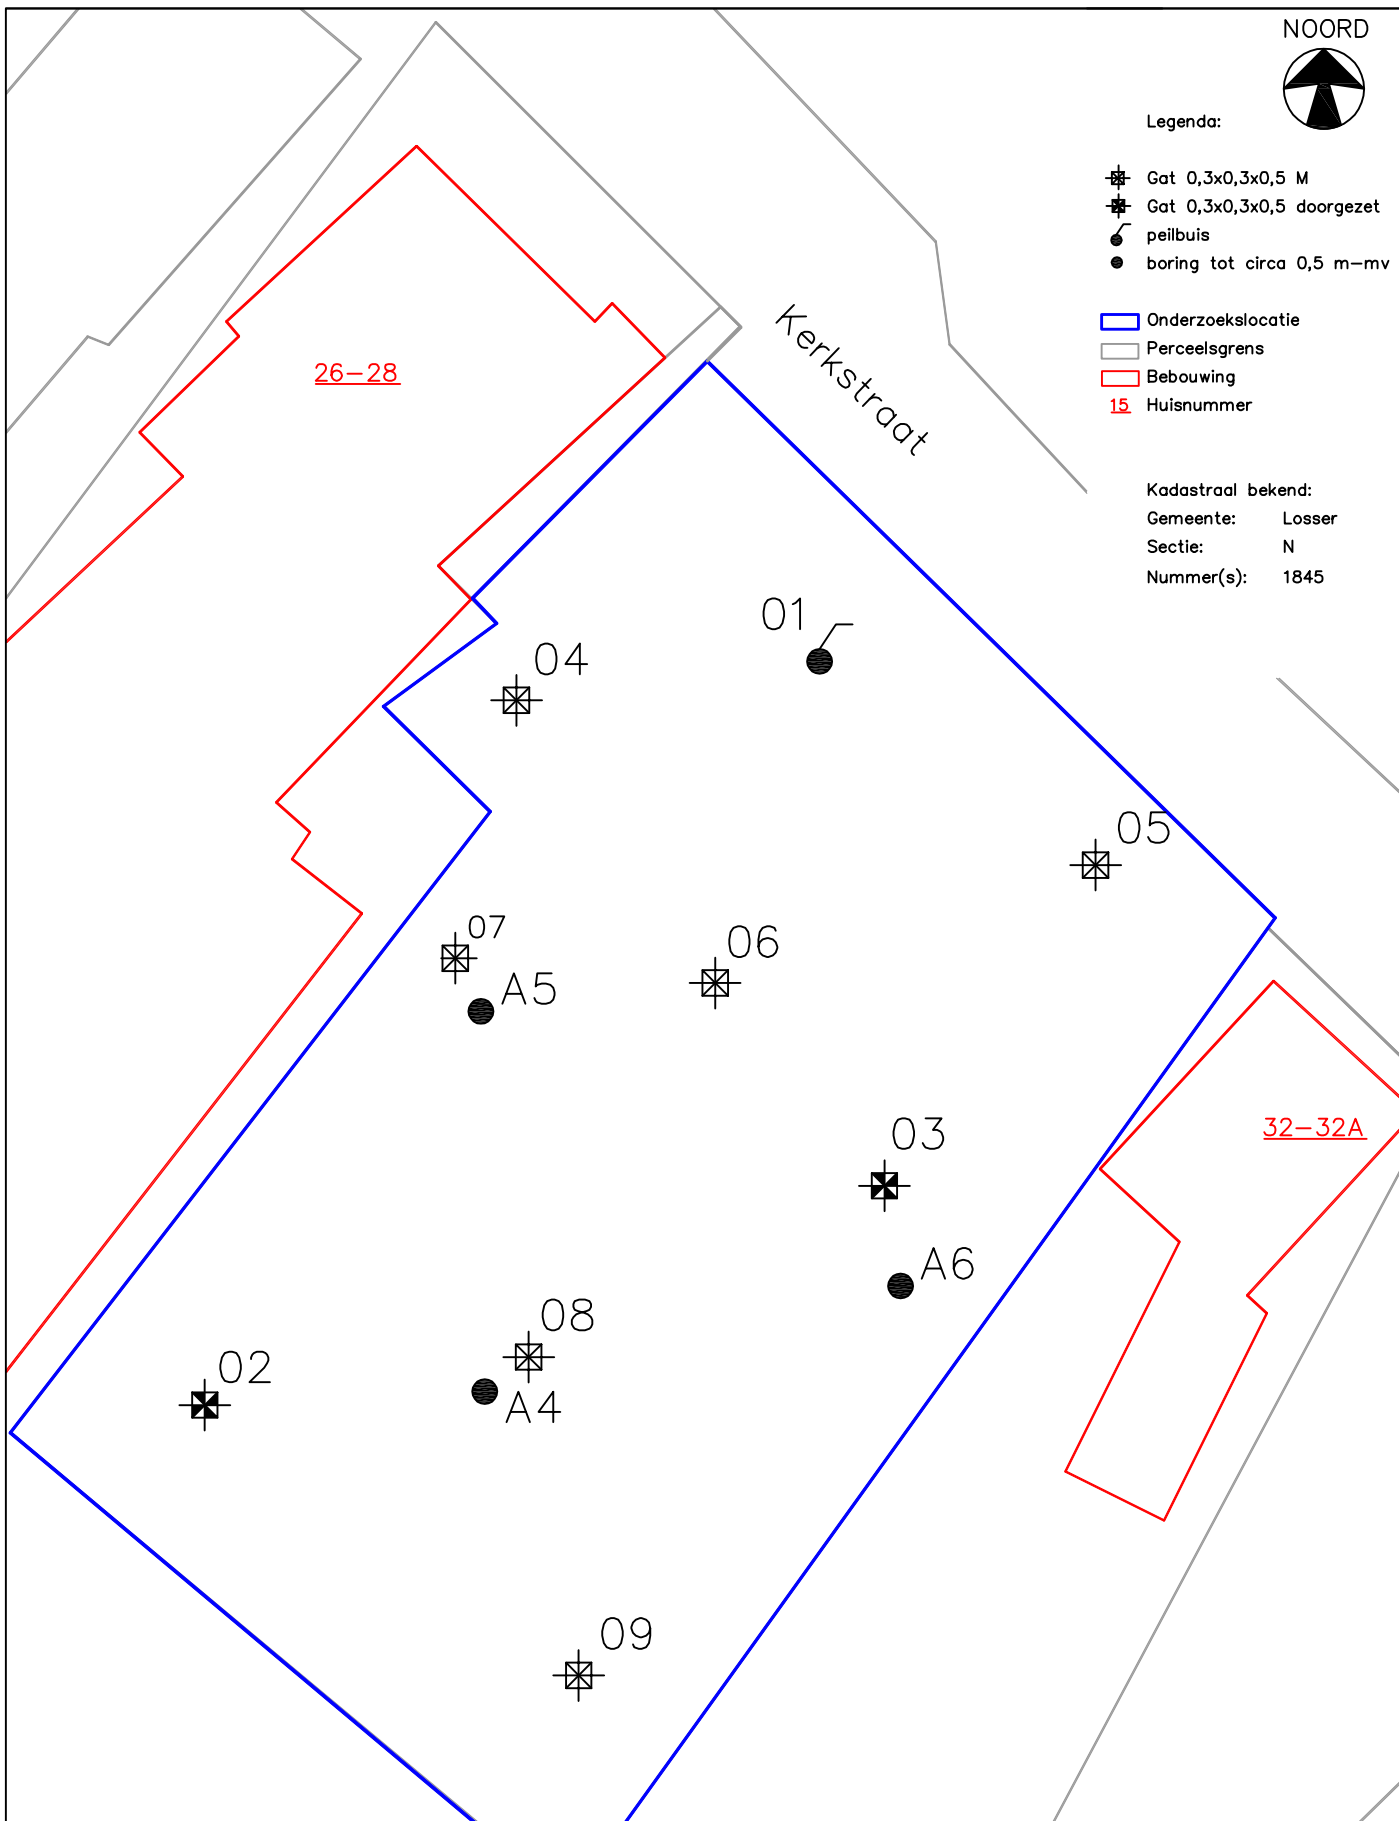 NOORD
Legenda:
Gat 0,3x0,3x0,5 M
Gat 0,3x0,3x0,5 doorgezet
peilbuis
boring tot circa 0,5 m-mv
Onderzoekslocatie
Perceelsgrens
Bebouwing
15 Huisnummer
Kadastraal bekend:
Gemeente: Losser
Sectie: N
Nummer(s): 1845
Kerkstraat
26-28
01
04
05
07
06
A5
03
32-32A
A6
08
02
A4
09